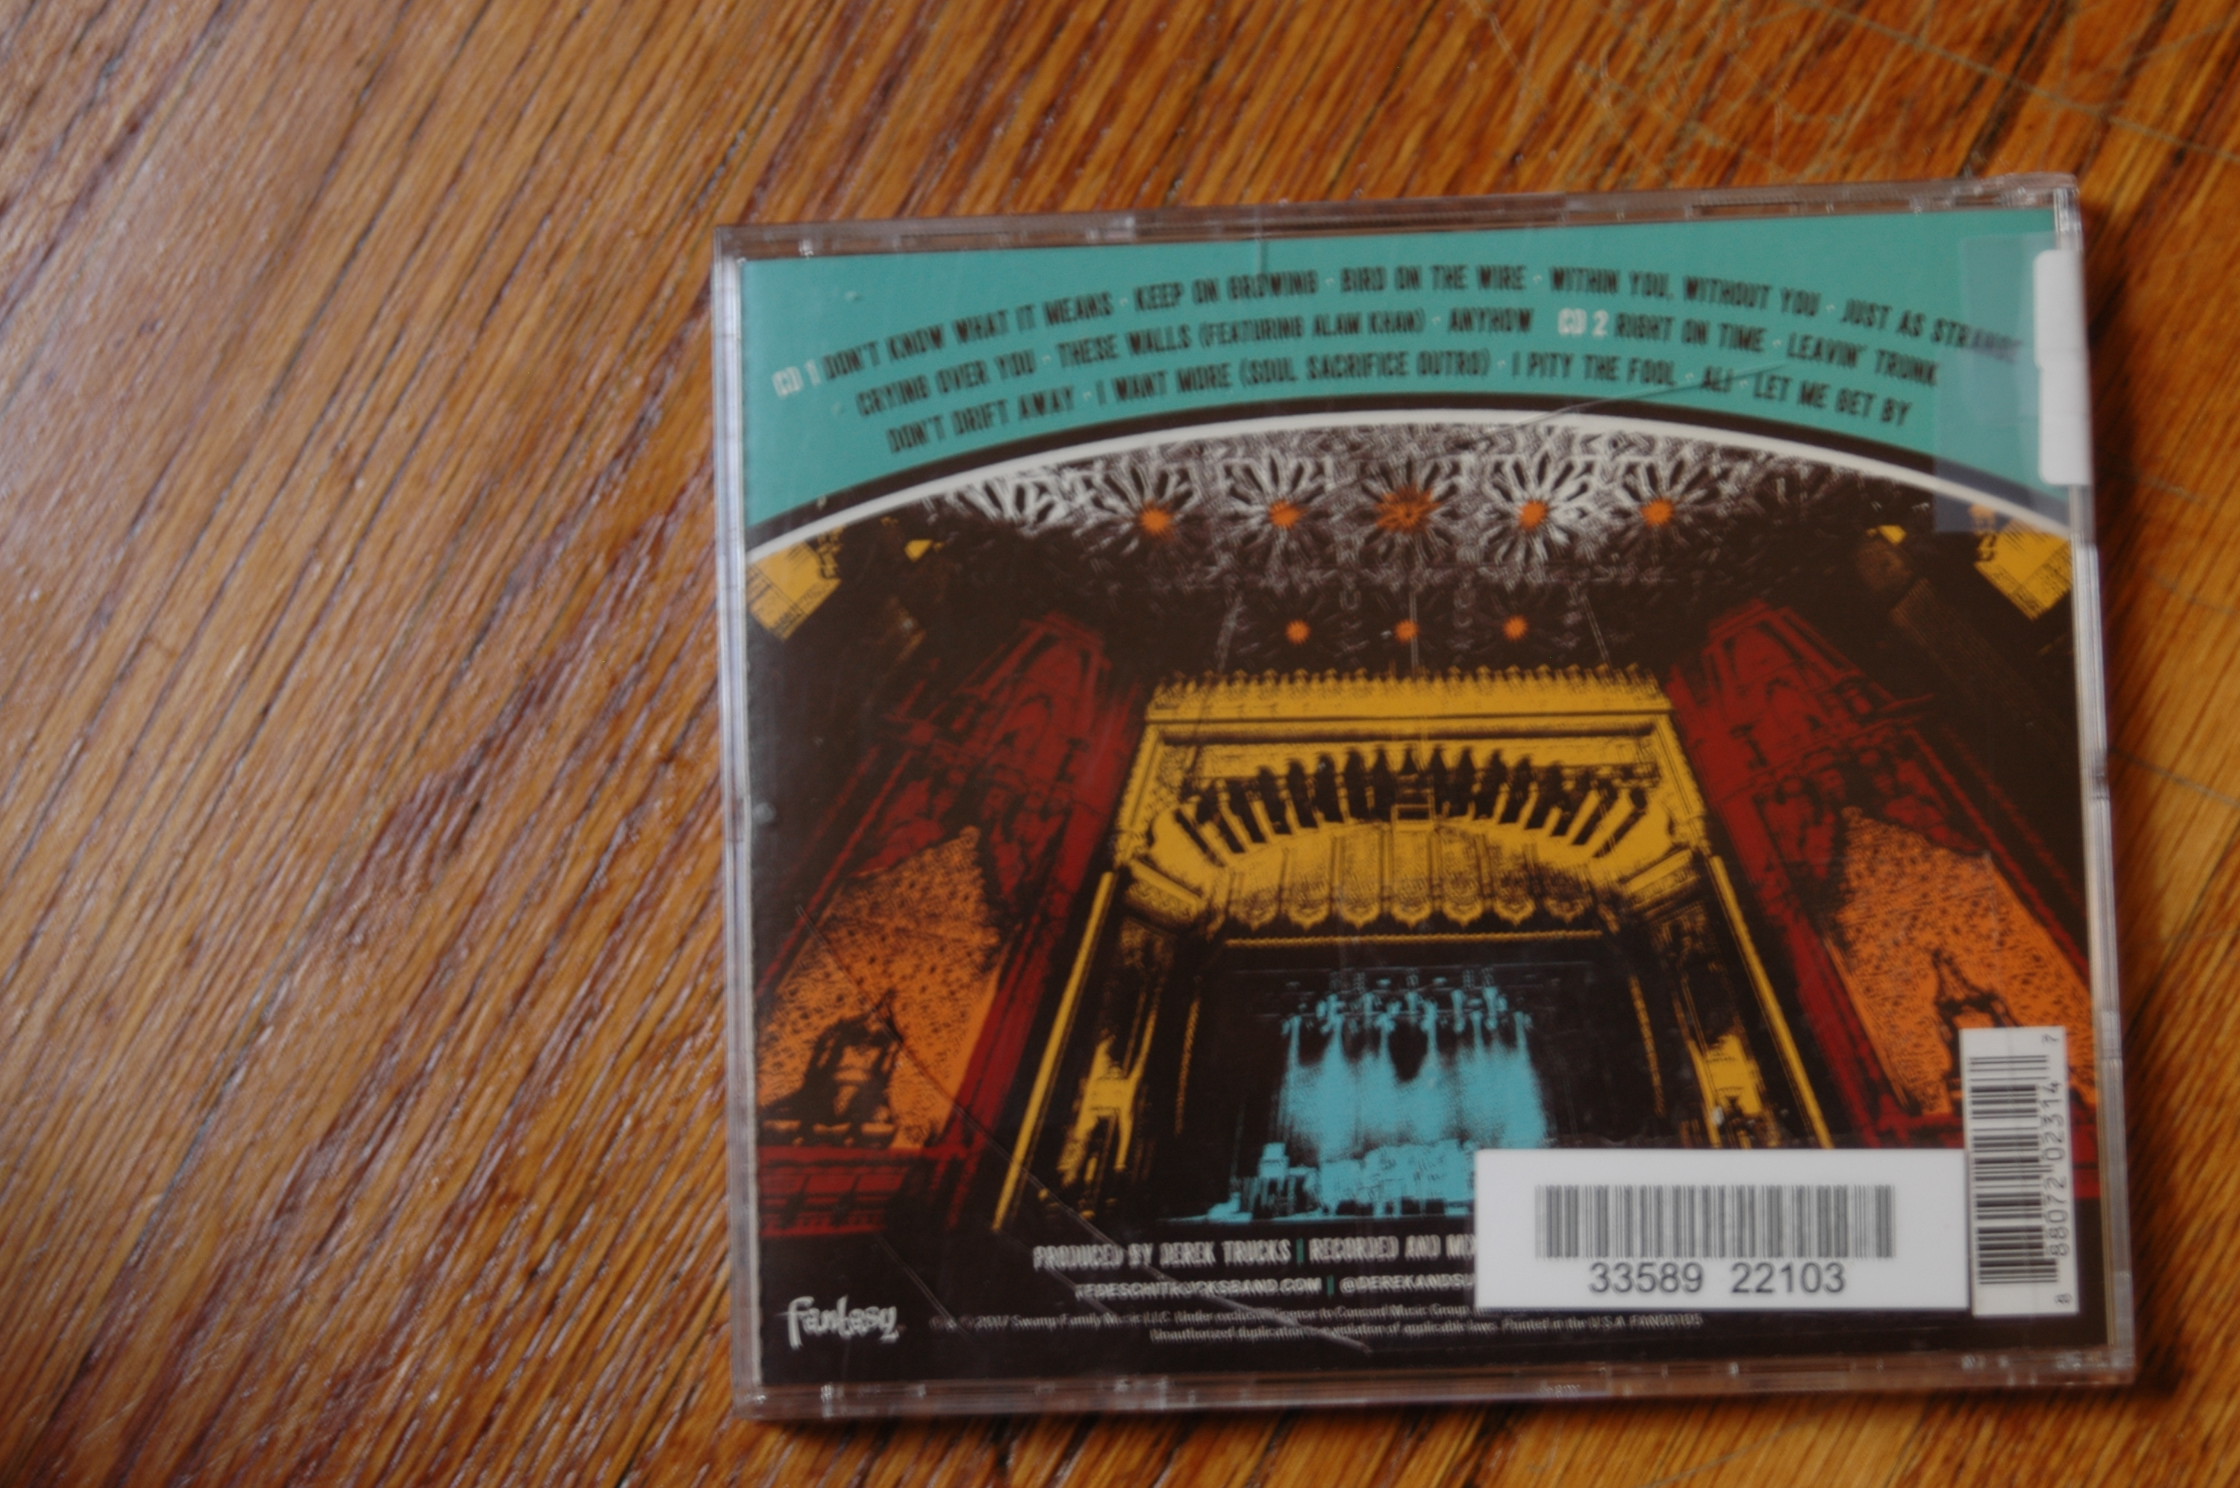 CD 1 DON'T KNOW WHAT IT MEANS · KEEP ON GROWING · BIRD ON THE WIRE · WITHIN YOU, WITHOUT YOU · JUST AS STRANGE
CRYING OVER YOU · THESE WALLS (FEATURING ALAM KHAN) · ANYHOW CD 2 RIGHT ON TIME · LEAVIN' TRUNK
DON'T DRIFT AWAY · I WANT MORE (SOUL SACRIFICE OUTRO) · I PITY THE FOOL · ALI · LET ME GET BY
8 88072 02314 7
33589 22103
PRODUCED BY DEREK TRUCKS | RECORDED AND
TEDESCHITRUCKSBAND.COM |
Fantasy